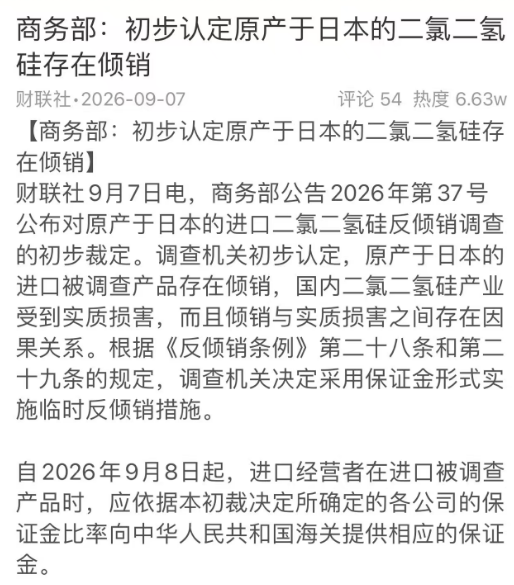 商务部：初步认定原产于日本的二氯二氢
硅存在倾销
财联社·2026-09-07 评论 54 热度 6.63w
【商务部：初步认定原产于日本的二氯二氢硅存
在倾销】
财联社9月7日电，商务部公告2026年第37号
公布对原产于日本的进口二氯二氢硅反倾销调查
的初步裁定。调查机关初步认定，原产于日本的
进口被调查产品存在倾销，国内二氯二氢硅产业
受到实质损害，而且倾销与实质损害之间存在因
果关系。根据《反倾销条例》第二十八条和第二
十九条的规定，调查机关决定采用保证金形式实
施临时反倾销措施。
自2026年9月8日起，进口经营者在进口被调查
产品时，应依据本初裁决定所确定的各公司的保
证金比率向中华人民共和国海关提供相应的保证
金。